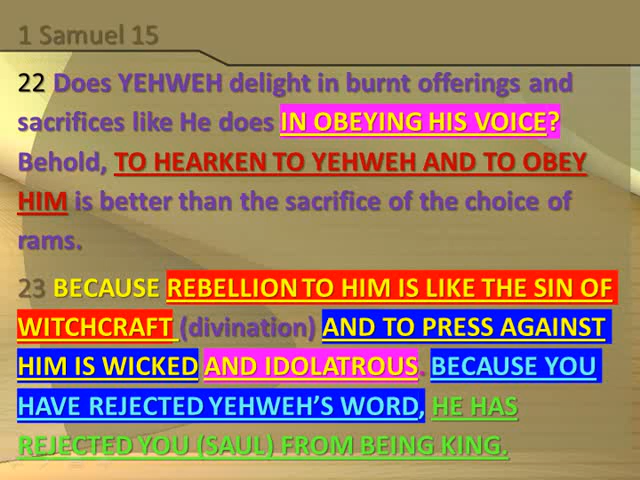 1 Samuel 15
22 Does YEHWEH delight in burnt offerings and
sacrifices like He does IN OBEYING HIS VOICE?
Behold, TO HEARKEN TO YEHWEH AND TO OBEY
HIM is better than the sacrifice of the choice of
rams.
23 BECAUSE REBELLION TO HIM IS LIKE THE SIN OF
WITCHCRAFT (divination) AND TO PRESS AGAINST
HIM IS WICKED AND IDOLATROUS. BECAUSE YOU
HAVE REJECTED YEHWEH’S WORD, HE HAS
REJECTED YOU (SAUL) FROM BEING KING.